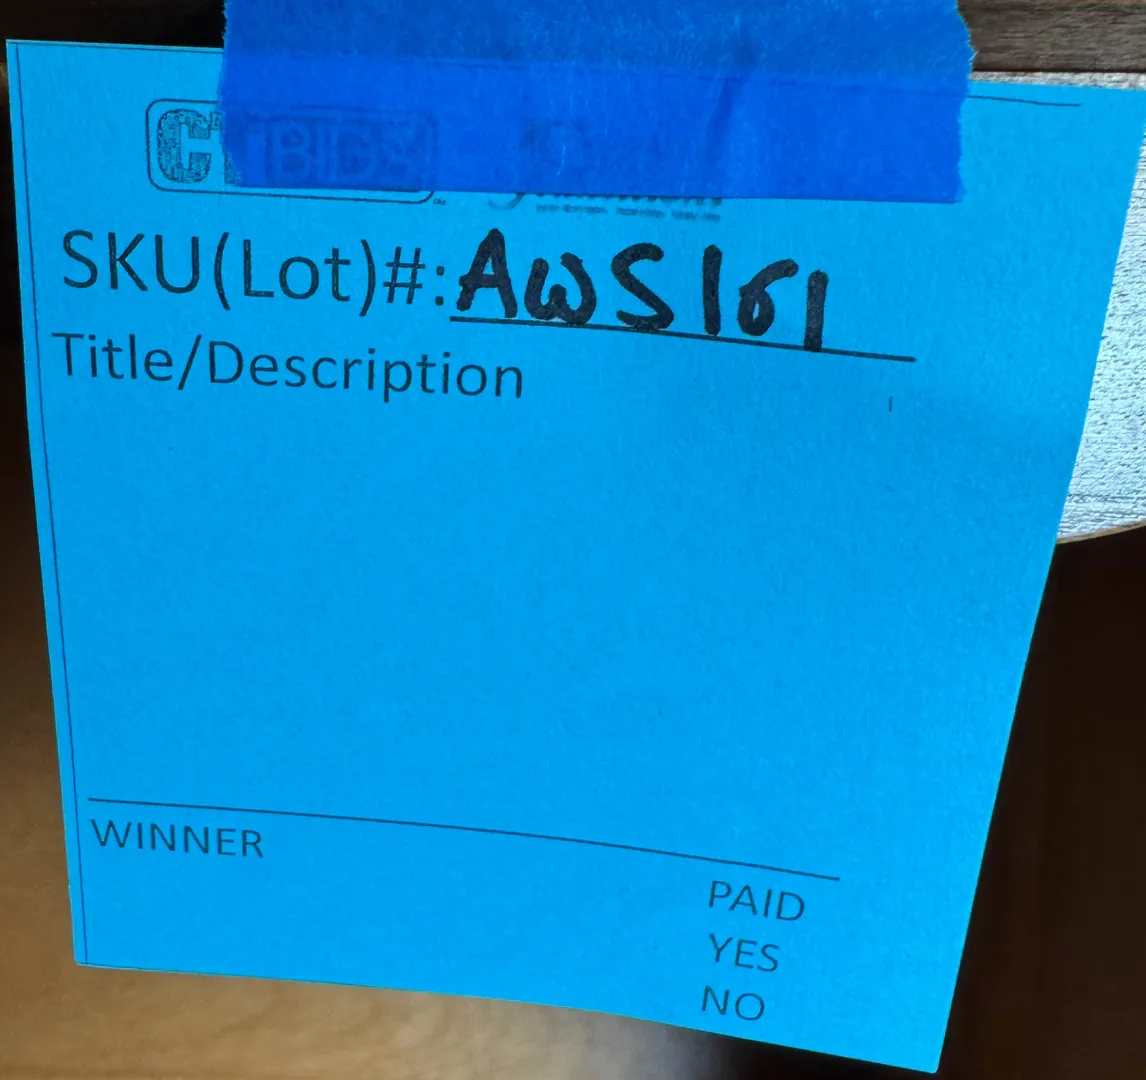 SKU(Lot)#: AWS161
Title/Description
WINNER
PAID
YES
NO